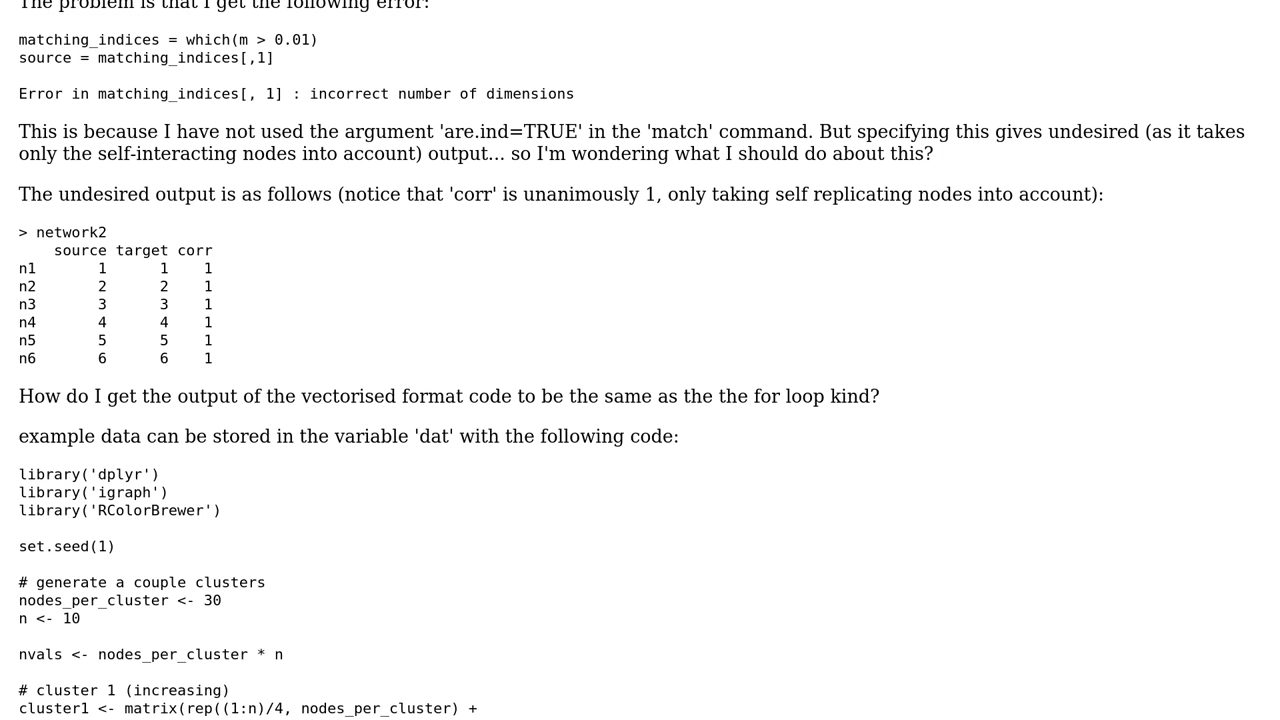 The problem is that I get the following error:
matching_indices = which(m > 0.01)
source = matching_indices[,1]
Error in matching_indices[, 1] : incorrect number of dimensions
This is because I have not used the argument 'are.ind=TRUE' in the 'match' command. But specifying this gives undesired (as it takes
only the self-interacting nodes into account) output... so I'm wondering what I should do about this?
The undesired output is as follows (notice that 'corr' is unanimously 1, only taking self replicating nodes into account):
> network2
source target corr
n1 1 1 1
n2 2 2 1
n3 3 3 1
n4 4 4 1
n5 5 5 1
n6 6 6 1
How do I get the output of the vectorised format code to be the same as the the for loop kind?
example data can be stored in the variable 'dat' with the following code:
library('dplyr')
library('igraph')
library('RColorBrewer')
set.seed(1)
# generate a couple clusters
nodes_per_cluster <- 30
n <- 10
nvals <- nodes_per_cluster * n
# cluster 1 (increasing)
cluster1 <- matrix(rep((1:n)/4, nodes_per_cluster) +